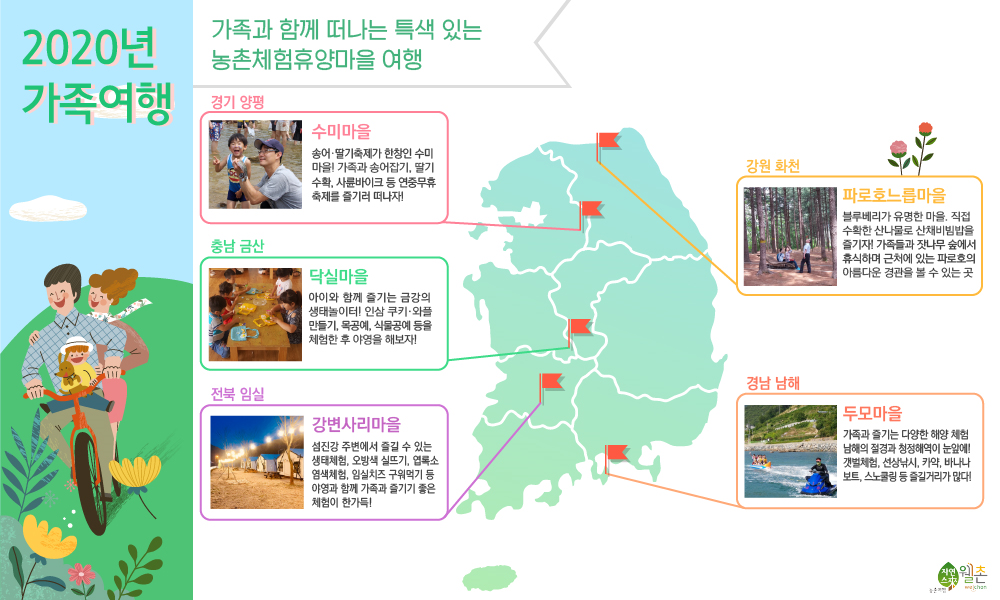 2020년
가족여행
가족과 함께 떠나는 특색 있는
농촌체험휴양마을 여행
경기 양평
수미마을
송어·딸기축제가 한창인 수미
마을! 가족과 송어잡기, 딸기
수확, 사륜바이크 등 연중무휴
축제를 즐기러 떠나자!
충남 금산
닥실마을
아이와 함께 즐기는 금강의
생태놀이터! 인삼 쿠키·와플
만들기, 목공예, 식물공예 등을
체험한 후 야영을 해보자!
전북 임실
강변사리마을
섬진강 주변에서 즐길 수 있는
생태체험, 오방색 실뜨기, 엽록소
염색체험, 임실치즈 구워먹기 등
야영과 함께 가족과 즐기기 좋은
체험이 한가득!
강원 화천
파로호느릅마을
블루베리가 유명한 마을. 직접
수확한 산나물로 산채비빔밥을
즐기자! 가족들과 잣나무 숲에서
휴식하며 근처에 있는 파로호의
아름다운 경관을 볼 수 있는 곳
경남 남해
두모마을
가족과 즐기는 다양한 해양 체험
남해의 절경과 청정해역이 눈앞에!
갯벌체험, 선상낚시, 카약, 바나나
보트, 스노쿨링 등 즐길거리가 많다!
자연
스쿨
웰촌
농촌여행
welchon